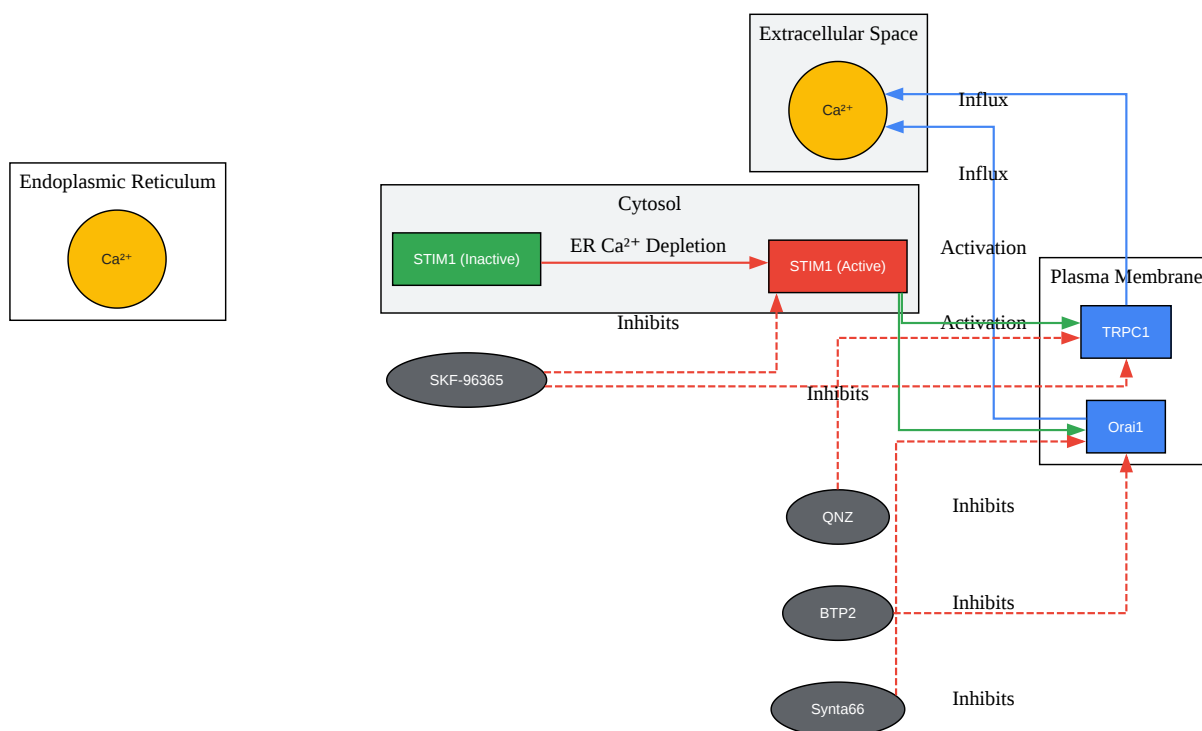 Extracellular Space
Ca²⁺
Influx
Endoplasmic Reticulum
Ca²⁺
Influx
Cytosol
STIM1 (Inactive)
ER Ca²⁺ Depletion
STIM1 (Active)
Activation
Plasma Membrane
Inhibits
Activation
TRPC1
SKF-96365
Inhibits
Orai1
QNZ
Inhibits
BTP2
Inhibits
Synta66
Inhibits